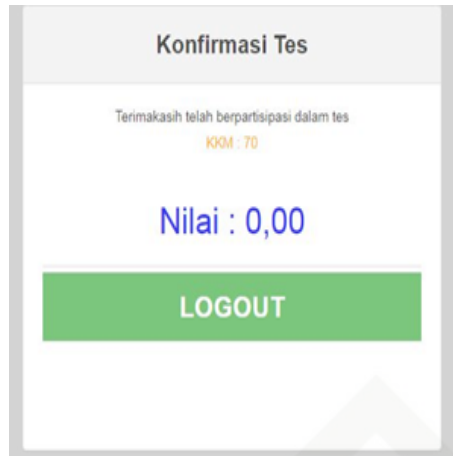 Konfirmasi Tes
Terimakasih telah berpartisipasi dalam tes
KKM : 70
Nilai : 0,00
LOGOUT